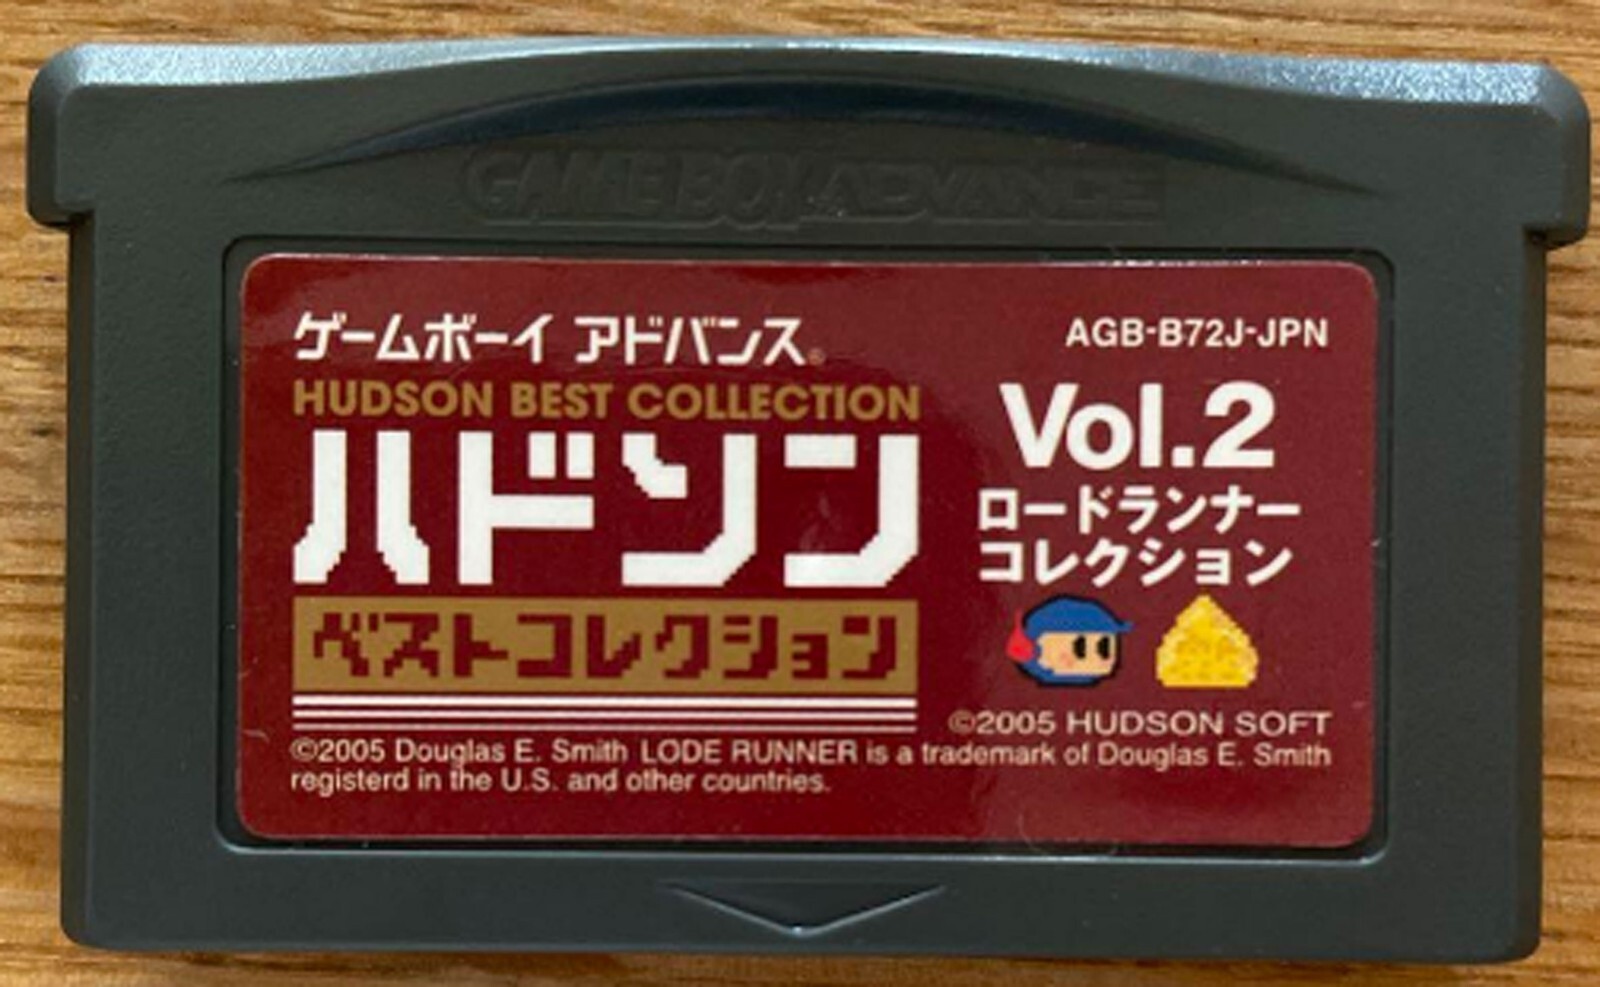 GAME BOY ADVANCE
ゲームボーイ アドバンス®
AGB-B72J-JPN
HUDSON BEST COLLECTION
ハドソン
ベストコレクション
Vol.2
ロードランナー
コレクション
©2005 HUDSON SOFT
©2005 Douglas E. Smith LODE RUNNER is a trademark of Douglas E. Smith
registerd in the U.S. and other countries.